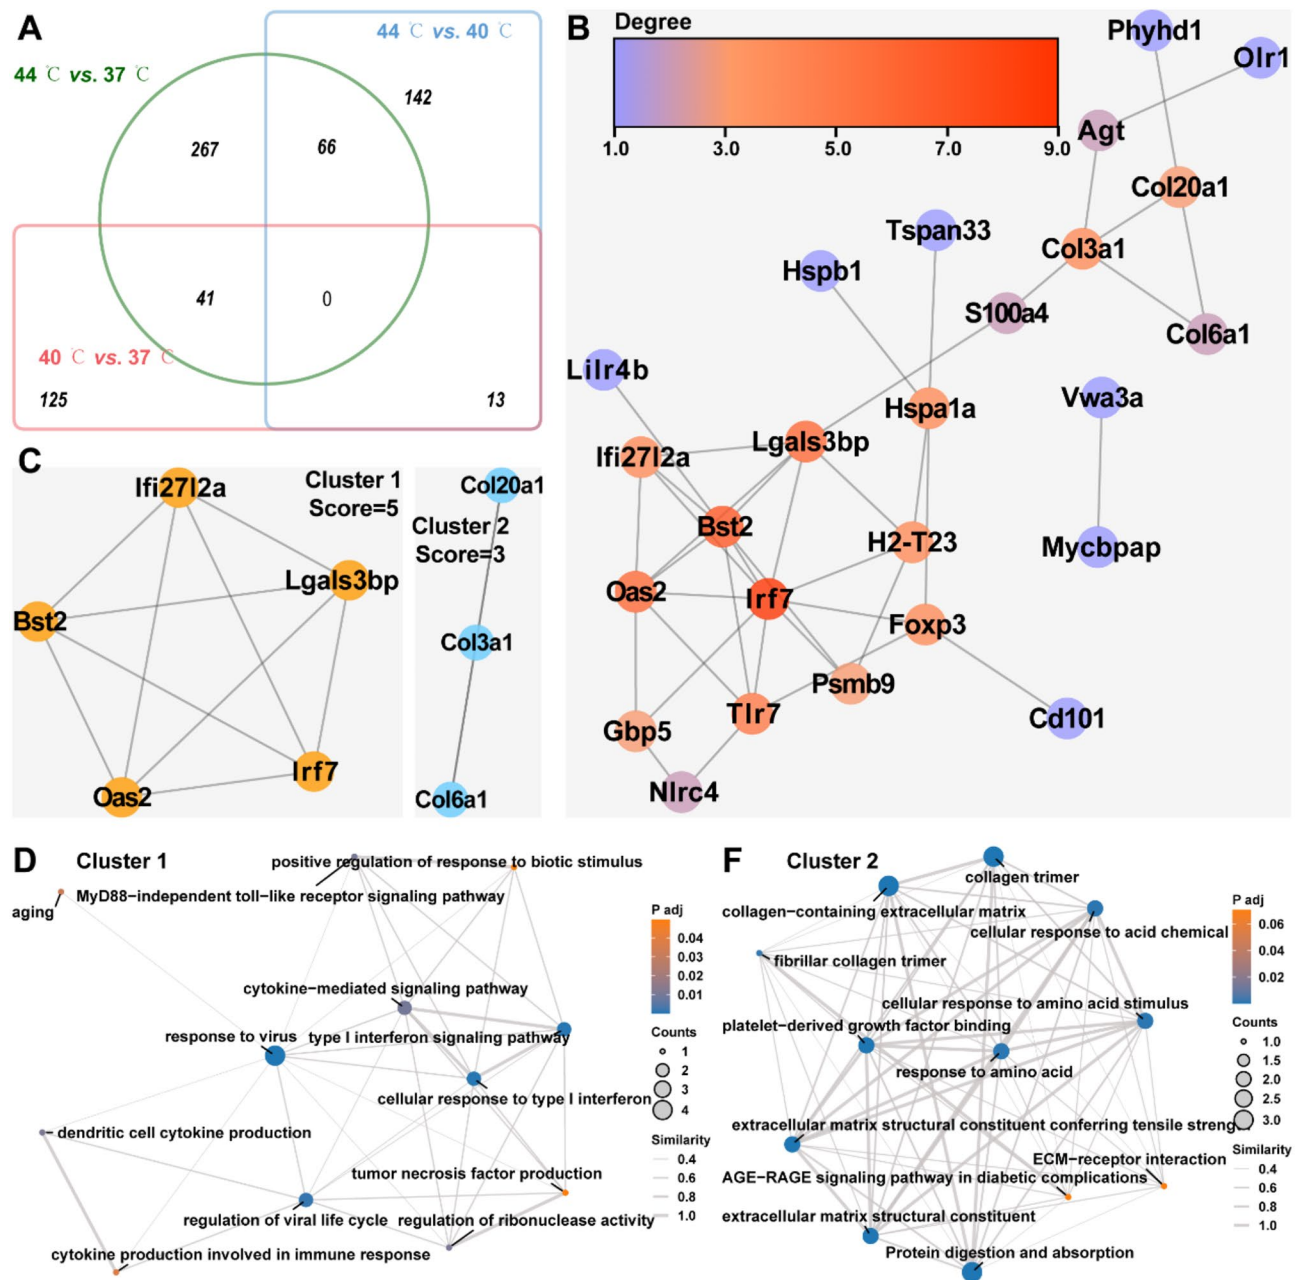 A
44 ℃ vs. 40 ℃
44 ℃ vs. 37 ℃
142
267
66
41
0
40 ℃ vs. 37 ℃
125
13
B
Degree
1.0 3.0 5.0 7.0 9.0
Phyhd1
Olr1
Agt
Col20a1
Tspan33
Col3a1
Hspb1
S100a4
Col6a1
Lilr4b
Vwa3a
Hspa1a
Lgals3bp
Ifi27l2a
Bst2
H2-T23
Mycbpap
Oas2
Irf7
Foxp3
Psmb9
Tlr7
Cd101
Gbp5
Nlrc4
C
Ifi27l2a
Cluster 1
Score=5
Lgals3bp
Bst2
Irf7
Oas2
Col20a1
Cluster 2
Score=3
Col3a1
Col6a1
D
Cluster 1
positive regulation of response to biotic stimulus
MyD88−independent toll−like receptor signaling pathway
aging
cytokine−mediated signaling pathway
response to virus
type I interferon signaling pathway
cellular response to type I interferon
dendritic cell cytokine production
tumor necrosis factor production
regulation of viral life cycle
regulation of ribonuclease activity
cytokine production involved in immune response
P adj
0.04
0.03
0.02
0.01
Counts
1
2
3
4
Similarity
0.4
0.6
0.8
1.0
F
Cluster 2
collagen trimer
collagen−containing extracellular matrix
cellular response to acid chemical
fibrillar collagen trimer
cellular response to amino acid stimulus
platelet−derived growth factor binding
response to amino acid
extracellular matrix structural constituent conferring tensile streng
ECM−receptor interaction
AGE−RAGE signaling pathway in diabetic complications
extracellular matrix structural constituent
Protein digestion and absorption
P adj
0.06
0.04
0.02
Counts
1.0
1.5
2.0
2.5
3.0
Similarity
0.4
0.6
0.8
1.0